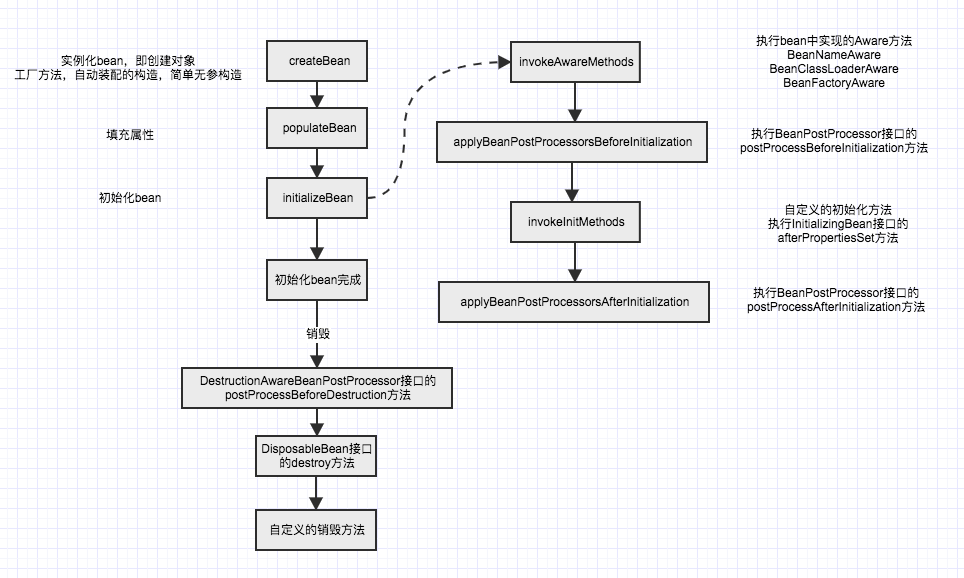 实例化bean，即创建对象
工厂方法，自动装配的构造，简单无参构造
createBean
填充属性
populateBean
初始化bean
initializeBean
初始化bean完成
销毁
DestructionAwareBeanPostProcessor接口的
postProcessBeforeDestruction方法
DisposableBean接口
的destroy方法
自定义的销毁方法
invokeAwareMethods
执行bean中实现的Aware方法
BeanNameAware
BeanClassLoaderAware
BeanFactoryAware
applyBeanPostProcessorsBeforeInitialization
执行BeanPostProcessor接口的
postProcessBeforeInitialization方法
invokeInitMethods
自定义的初始化方法
执行InitializingBean接口的
afterPropertiesSet方法
applyBeanPostProcessorsAfterInitialization
执行BeanPostProcessor接口的
postProcessAfterInitialization方法